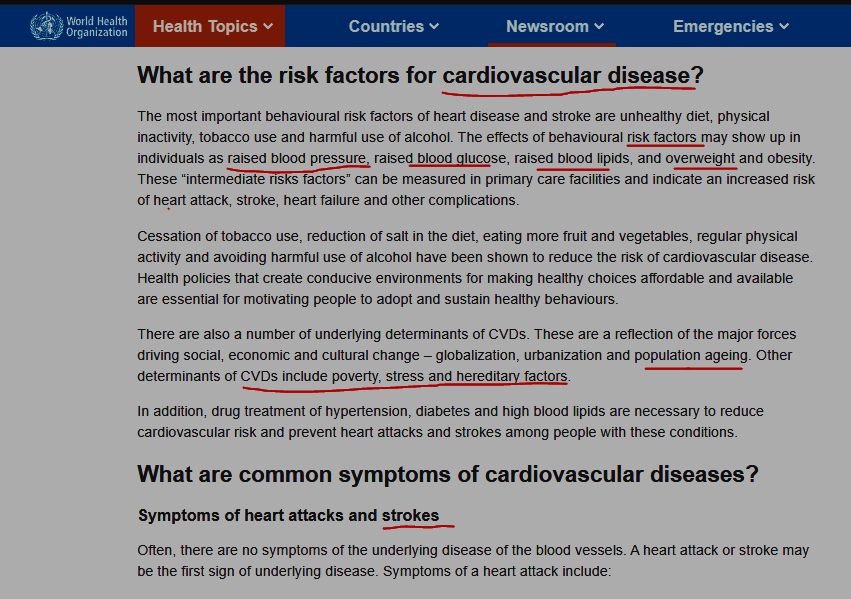 World Health
Organization
Health Topics
Countries
Newsroom
Emergencies
What are the risk factors for cardiovascular disease?
The most important behavioural risk factors of heart disease and stroke are unhealthy diet, physical
inactivity, tobacco use and harmful use of alcohol. The effects of behavioural risk factors may show up in
individuals as raised blood pressure, raised blood glucose, raised blood lipids, and overweight and obesity.
These “intermediate risks factors” can be measured in primary care facilities and indicate an increased risk
of heart attack, stroke, heart failure and other complications.
Cessation of tobacco use, reduction of salt in the diet, eating more fruit and vegetables, regular physical
activity and avoiding harmful use of alcohol have been shown to reduce the risk of cardiovascular disease.
Health policies that create conducive environments for making healthy choices affordable and available
are essential for motivating people to adopt and sustain healthy behaviours.
There are also a number of underlying determinants of CVDs. These are a reflection of the major forces
driving social, economic and cultural change – globalization, urbanization and population ageing. Other
determinants of CVDs include poverty, stress and hereditary factors.
In addition, drug treatment of hypertension, diabetes and high blood lipids are necessary to reduce
cardiovascular risk and prevent heart attacks and strokes among people with these conditions.
What are common symptoms of cardiovascular diseases?
Symptoms of heart attacks and strokes
Often, there are no symptoms of the underlying disease of the blood vessels. A heart attack or stroke may
be the first sign of underlying disease. Symptoms of a heart attack include: